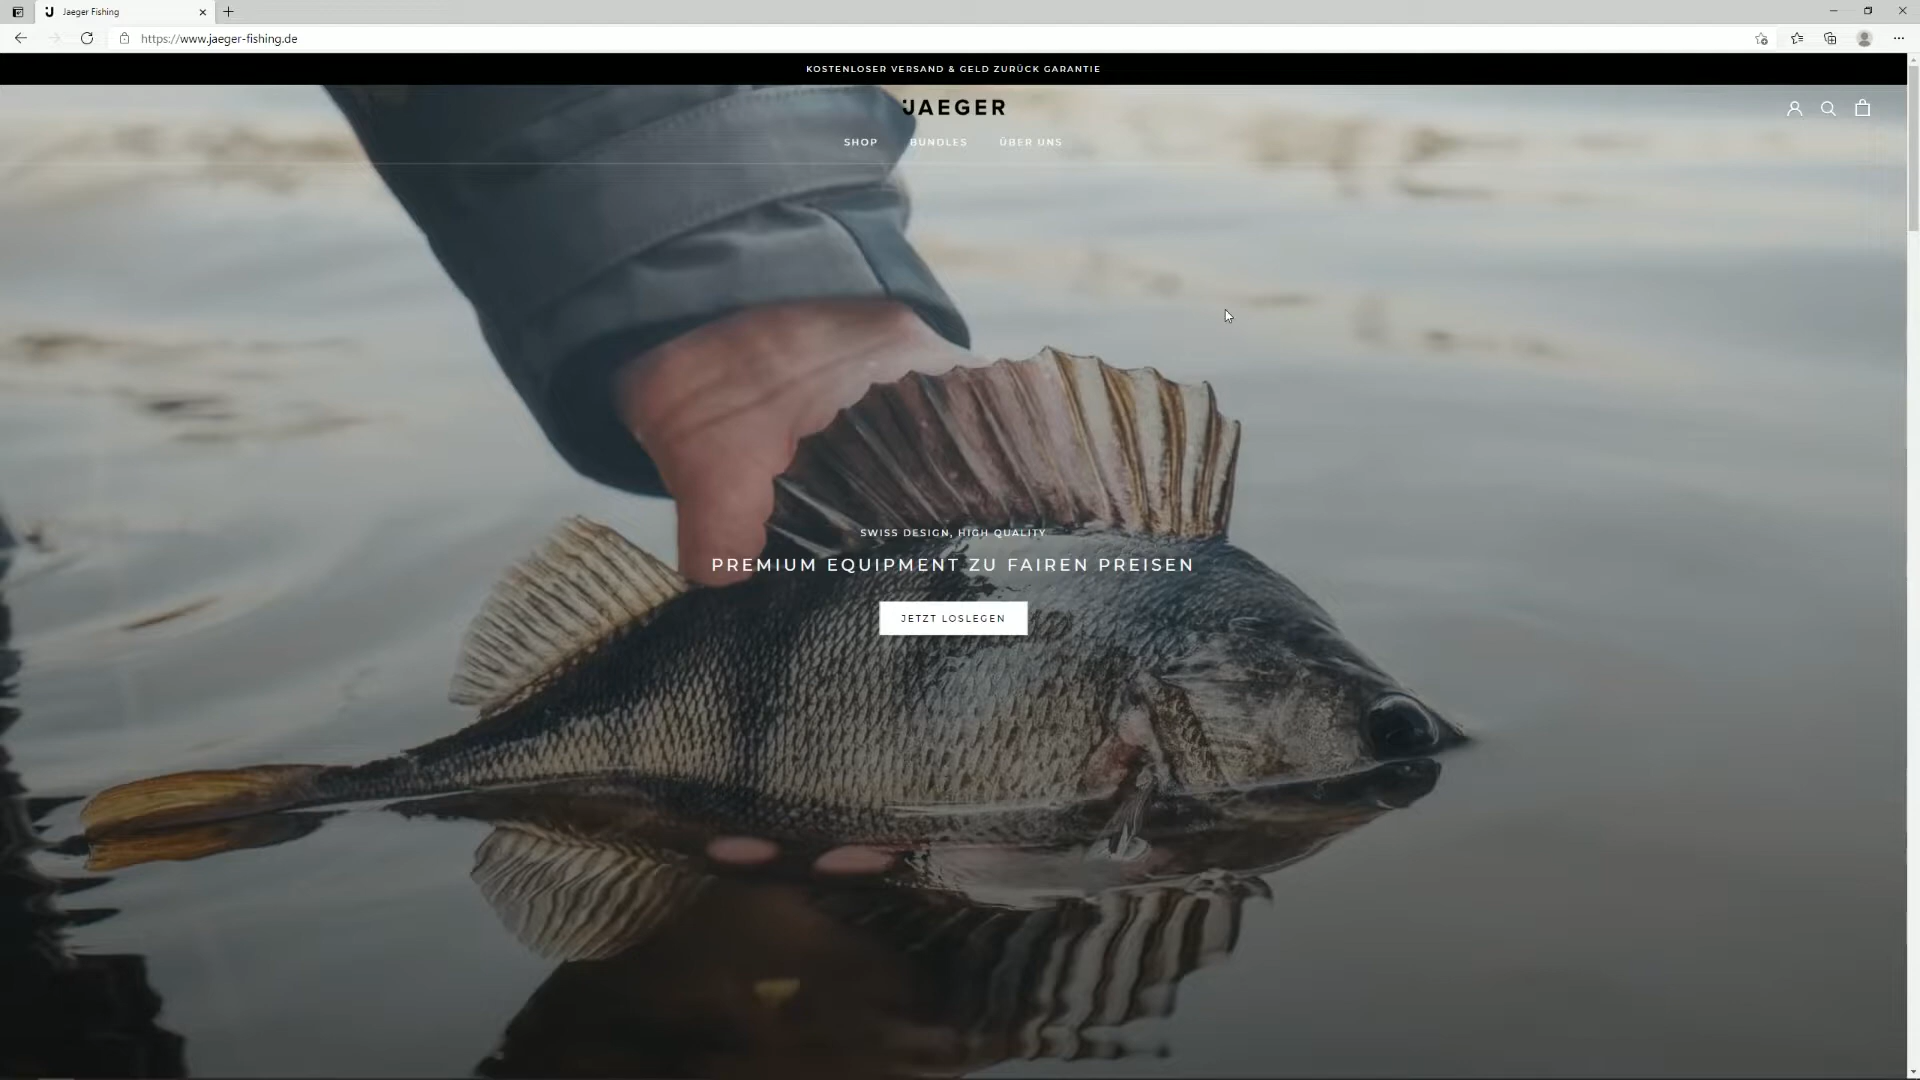 Jaeger Fishing
https://www.jaeger-fishing.de
KOSTENLOSER VERSAND & GELD ZURÜCK GARANTIE
JAEGER
SHOP BUNDLES ÜBER UNS
SWISS DESIGN, HIGH QUALITY
PREMIUM EQUIPMENT ZU FAIREN PREISEN
JETZT LOSLEGEN